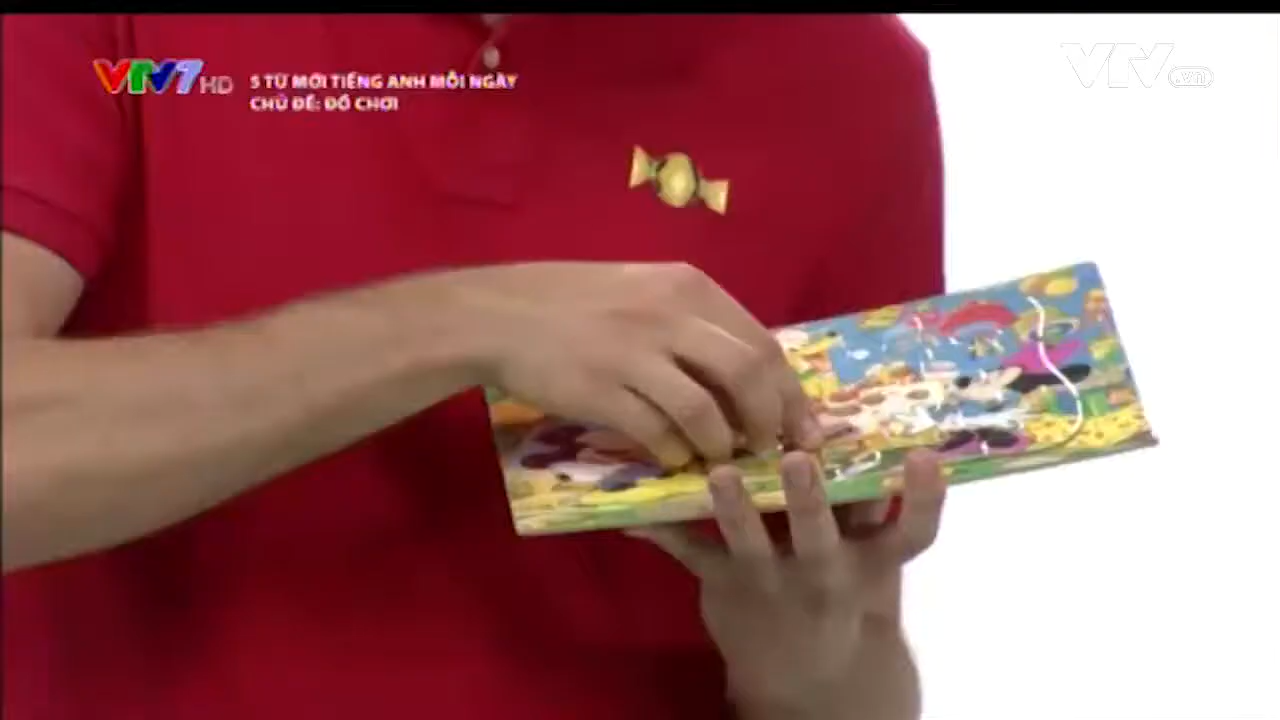 VTV7 HD
5 TỪ MỚI TIẾNG ANH MỖI NGÀY
CHỦ ĐỀ: ĐỒ CHƠI
VTV.vn